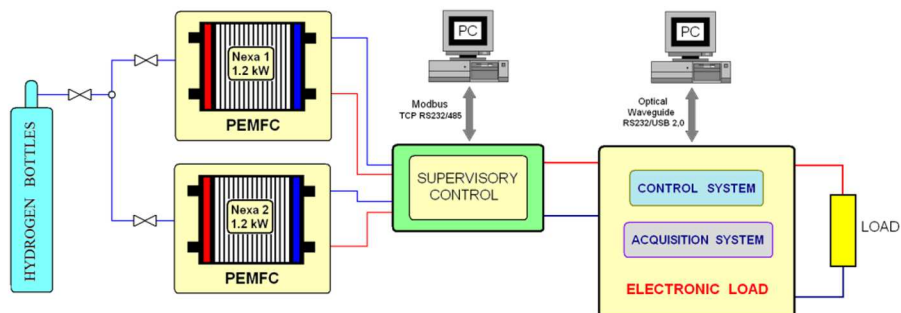 HYDROGEN BOTTLES
Nexa 1
1.2 kW
PEMFC
Nexa 2
1.2 kW
PEMFC
PC
Modbus
TCP RS232/485
SUPERVISORY
CONTROL
PC
Optical
Waveguide
RS232/USB 2,0
CONTROL SYSTEM
ACQUISITION SYSTEM
ELECTRONIC LOAD
LOAD